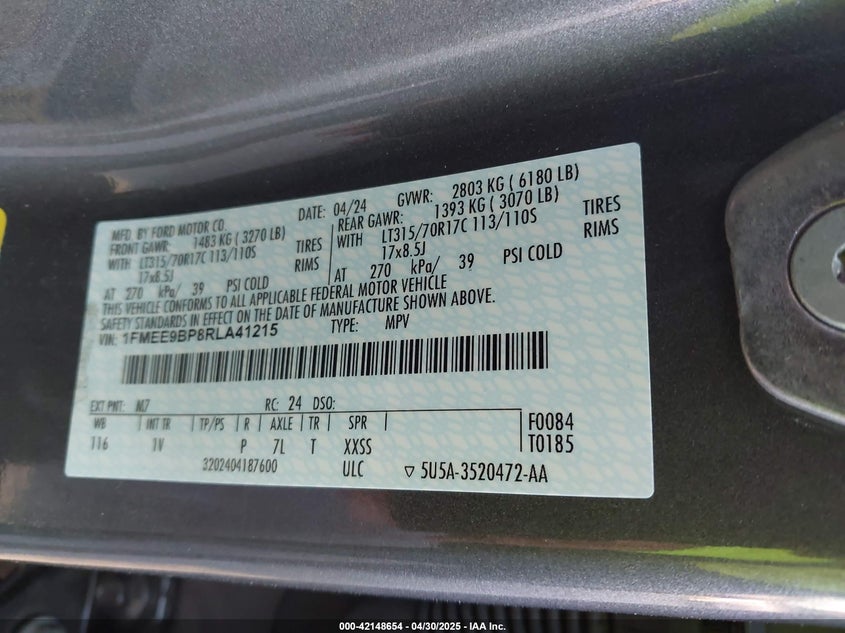 MFD. BY FORD MOTOR CO.
DATE: 04/24 GVWR: 2803 KG ( 6180 LB)
FRONT GAWR: 1483 KG ( 3270 LB)
WITH LT315/70R17C 113/110S TIRES
17x8.5J RIMS
AT 270 kPa/ 39 PSI COLD
REAR GAWR: 1393 KG ( 3070 LB)
WITH LT315/70R17C 113/110S TIRES
17x8.5J RIMS
AT 270 kPa/ 39 PSI COLD
THIS VEHICLE CONFORMS TO ALL APPLICABLE FEDERAL MOTOR VEHICLE
SAFETY STANDARDS IN EFFECT ON THE DATE OF MANUFACTURE SHOWN ABOVE.
VIN: 1FMEE9BP8RLA41215 TYPE: MPV
EXT PNT: M7 RC: 24 DSO:
WB INT TR TP/PS R AXLE TR SPR
116 1V P 7L T XXSS
F0084
T0185
3202404187600 ULC ▽ 5U5A-3520472-AA
000-42148654 / 04/30/2025 - IAA Inc.